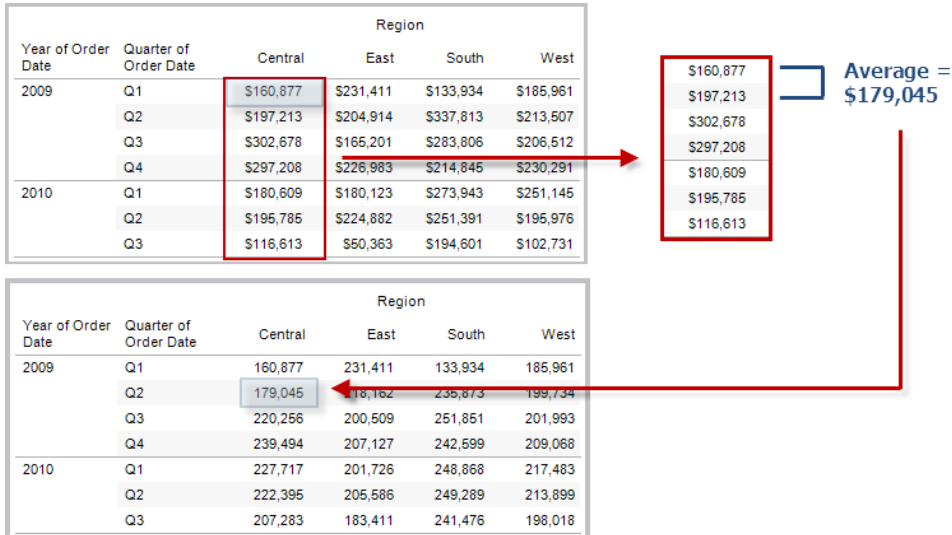 Region
Year of Order Date Quarter of Order Date Central East South West
2009 Q1 $160,877 $231,411 $133,934 $185,961
Q2 $197,213 $204,914 $337,813 $213,507
Q3 $302,678 $165,201 $283,806 $206,512
Q4 $297,208 $226,983 $214,845 $230,291
2010 Q1 $180,609 $180,123 $273,943 $251,145
Q2 $195,785 $224,882 $251,391 $195,976
Q3 $116,613 $50,363 $194,601 $102,731
$160,877
$197,213
$302,678
$297,208
$180,609
$195,785
$116,613
Average =
$179,045
Region
Year of Order Date Quarter of Order Date Central East South West
2009 Q1 160,877 231,411 133,934 185,961
Q2 179,045 218,162 235,873 199,734
Q3 220,256 200,509 251,851 201,993
Q4 239,494 207,127 242,599 209,068
2010 Q1 227,717 201,726 248,868 217,483
Q2 222,395 205,586 249,289 213,899
Q3 207,283 183,411 241,476 198,018